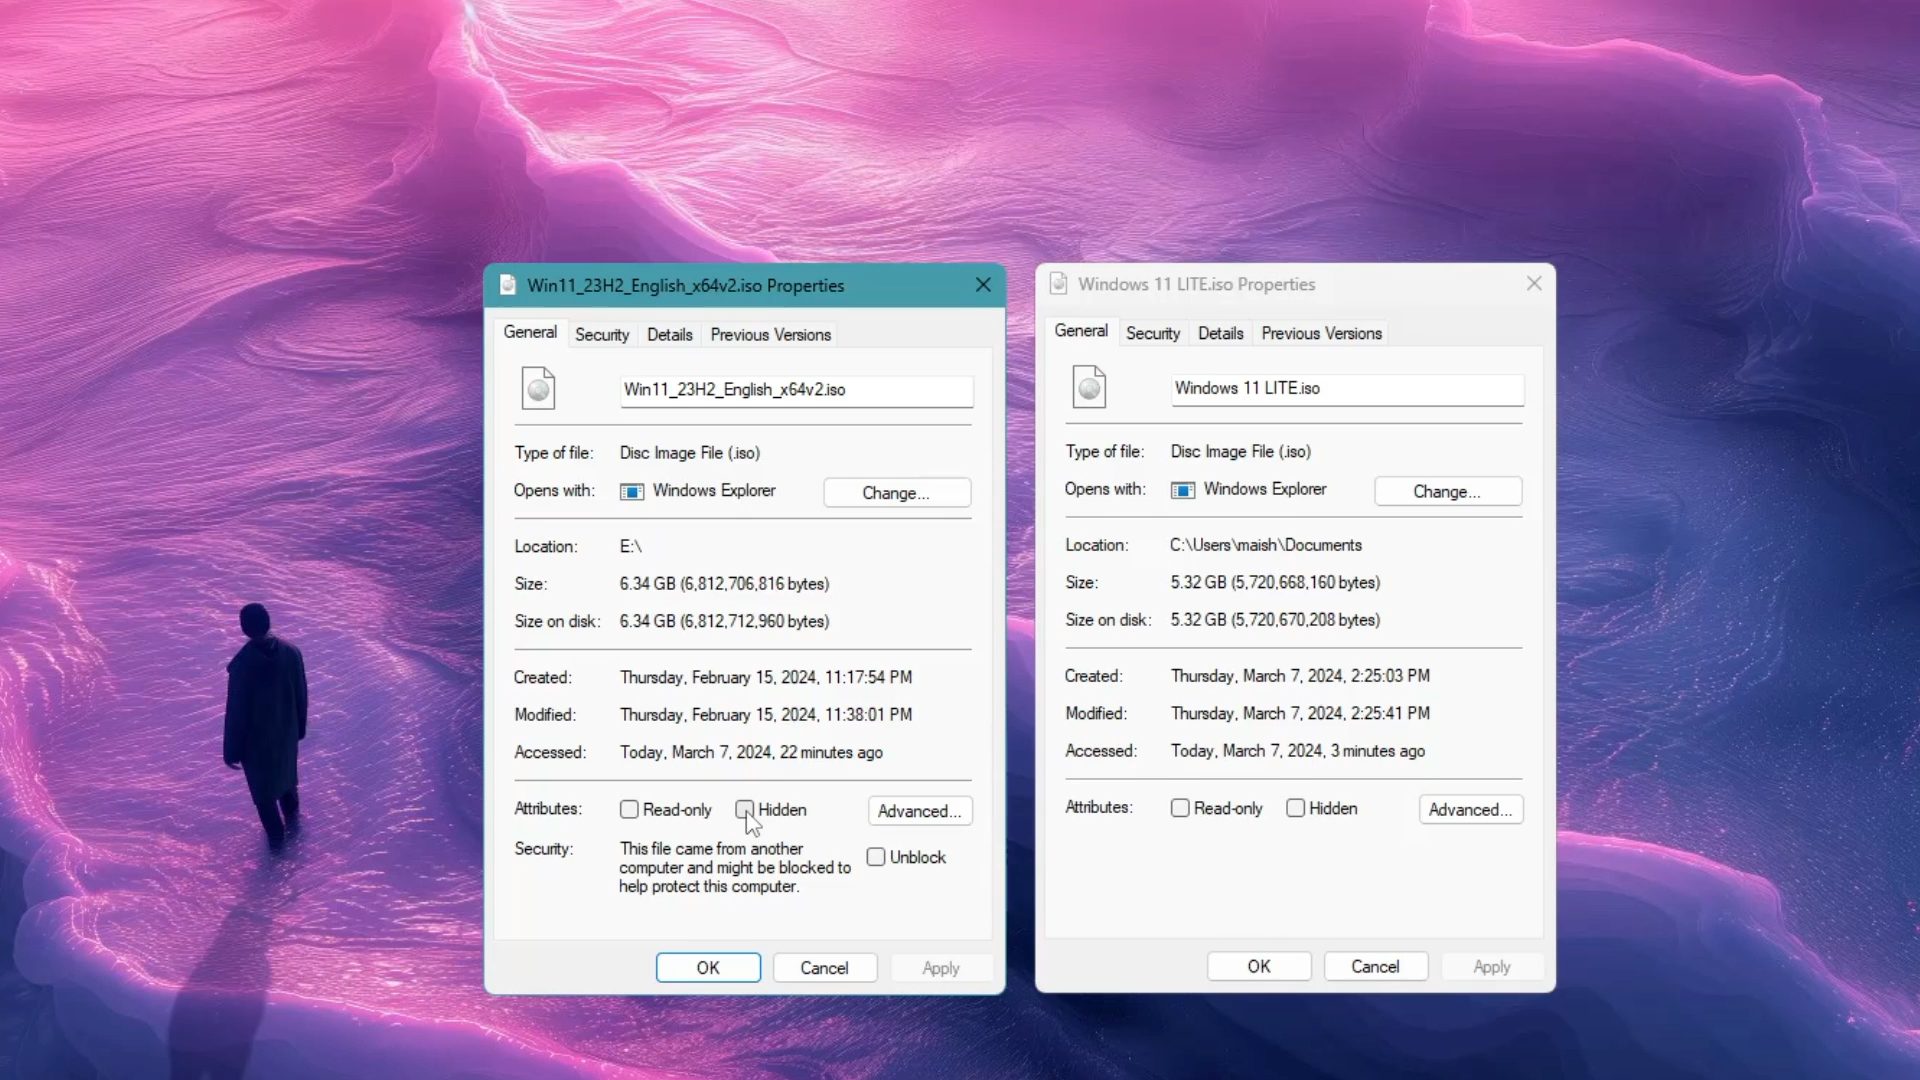 Win11_23H2_English_x64v2.iso Properties
General Security Details Previous Versions
Win11_23H2_English_x64v2.iso
Type of file: Disc Image File (.iso)
Opens with: Windows Explorer Change...
Location: E:\
Size: 6.34 GB (6,812,706,816 bytes)
Size on disk: 6.34 GB (6,812,712,960 bytes)
Created: Thursday, February 15, 2024, 11:17:54 PM
Modified: Thursday, February 15, 2024, 11:38:01 PM
Accessed: Today, March 7, 2024, 22 minutes ago
Attributes: Read-only Hidden Advanced...
Security: This file came from another
computer and might be blocked to
help protect this computer.
Unblock
OK Cancel Apply
Windows 11 LITE.iso Properties
General Security Details Previous Versions
Windows 11 LITE.iso
Type of file: Disc Image File (.iso)
Opens with: Windows Explorer Change...
Location: C:\Users\maish\Documents
Size: 5.32 GB (5,720,668,160 bytes)
Size on disk: 5.32 GB (5,720,670,208 bytes)
Created: Thursday, March 7, 2024, 2:25:03 PM
Modified: Thursday, March 7, 2024, 2:25:41 PM
Accessed: Today, March 7, 2024, 3 minutes ago
Attributes: Read-only Hidden Advanced...
OK Cancel Apply